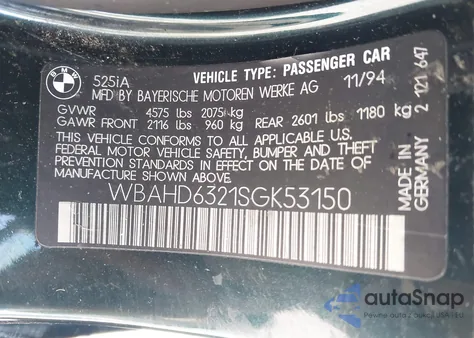 BMW
525iA
VEHICLE TYPE: PASSENGER CAR
MFD BY BAYERISCHE MOTOREN WERKE AG 11/94
GVWR 4575 lbs 2075 kg
GAWR FRONT 2116 lbs 960 kg REAR 2601 lbs 1180 kg
THIS CAR CONFORMS TO ALL APPLICABLE U.S.
FEDERAL MOTOR VEHICLE SAFETY, BUMPER AND THEFT
PREVENTION STANDARDS IN EFFECT ON THE DATE OF
MANUFACTURE SHOWN ABOVE.
WBAHD6321SGK53150
2 121 647
MADE IN
GERMANY
autoSnap